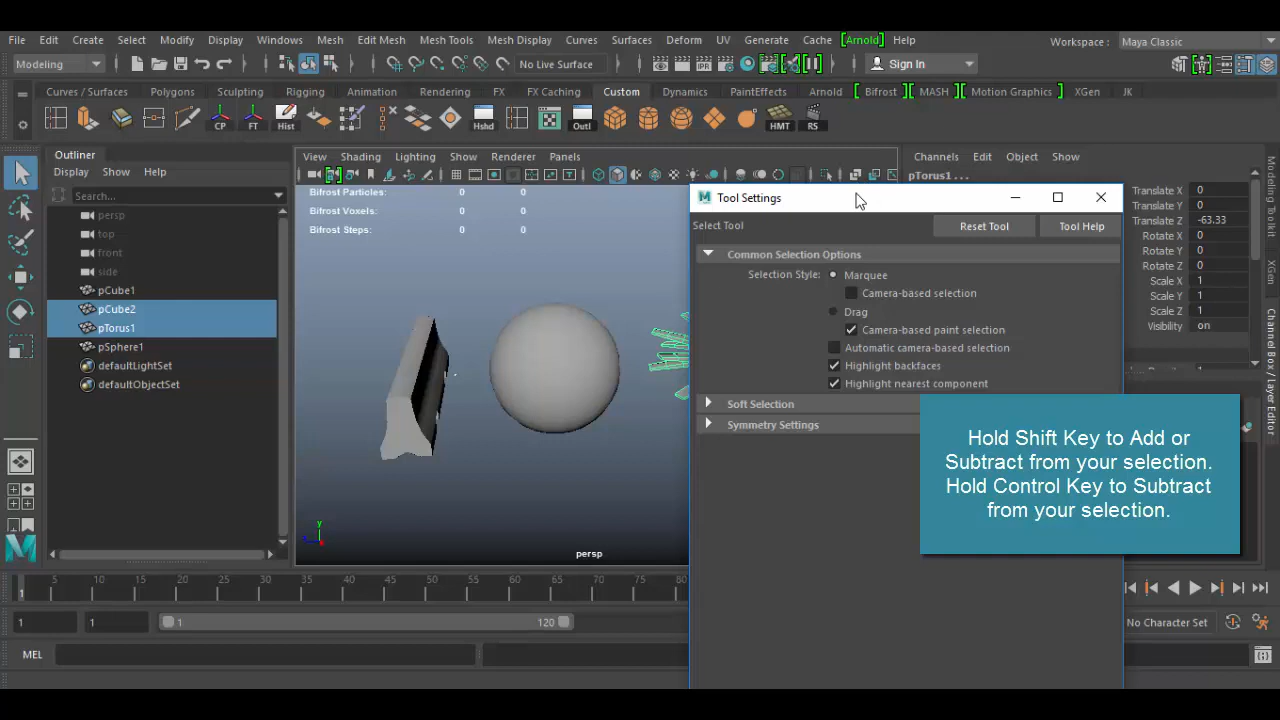 File Edit Create Select Modify Display Windows Mesh Edit Mesh Mesh Tools Mesh Display Curves Surfaces Deform UV Generate Cache [Arnold] Help Workspace : Maya Classic
Modeling No Live Surface Sign In
Curves / Surfaces Polygons Sculpting Rigging Animation Rendering FX FX Caching Custom Dynamics PaintEffects Arnold Bifrost MASH Motion Graphics XGen JK
CP FT Hist Hshd Outl HMT RS
Outliner
Display Show Help
Search...
persp
top
front
side
pCube1
pCube2
pTorus1
pSphere1
defaultLightSet
defaultObjectSet
View Shading Lighting Show Renderer Panels
Bifrost Particles: 0 0
Bifrost Voxels: 0 0
Bifrost Steps: 0 0
y
persp
Channels Edit Object Show
pTorus1 . . .
Translate X 0
Translate Y 0
Translate Z -63.33
Rotate X 0
Rotate Y 0
Rotate Z 0
Scale X 1
Scale Y 1
Scale Z 1
Visibility on
Modeling Toolkit
XGen
Channel Box / Layer Editor
Tool Settings
Select Tool Reset Tool Tool Help
Common Selection Options
Selection Style: Marquee
Camera-based selection
Drag
Camera-based paint selection
Automatic camera-based selection
Highlight backfaces
Highlight nearest component
Soft Selection
Symmetry Settings
Hold Shift Key to Add or
Subtract from your selection.
Hold Control Key to Subtract
from your selection.
5 10 15 20 25 30 35 40 45 50 55 60 65 70 75 80
1
1 1 1 120 No Character Set
MEL